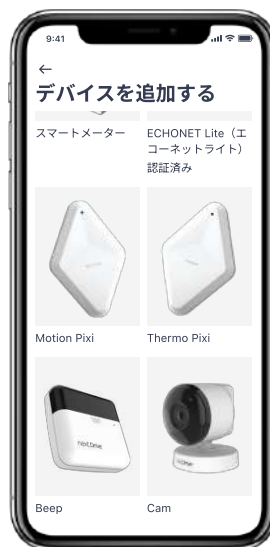 9:41
デバイスを追加する
スマートメーター
ECHONET Lite（エ
コーネットライト）
認証済み
Motion Pixi
Thermo Pixi
Beep
Cam